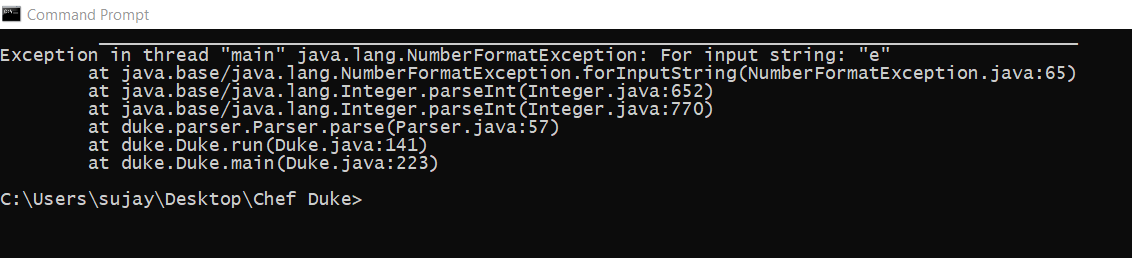 Command Prompt
Exception in thread "main" java.lang.NumberFormatException: For input string: "e"
at java.base/java.lang.NumberFormatException.forInputString(NumberFormatException.java:65)
at java.base/java.lang.Integer.parseInt(Integer.java:652)
at java.base/java.lang.Integer.parseInt(Integer.java:770)
at duke.parser.Parser.parse(Parser.java:57)
at duke.Duke.run(Duke.java:141)
at duke.Duke.main(Duke.java:223)
C:\Users\sujay\Desktop\Chef Duke>